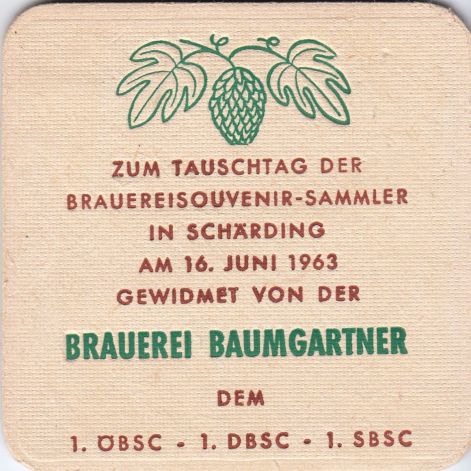 ZUM TAUSCHTAG DER
BRAUEREISOUVENIR-SAMMLER
IN SCHÄRDING
AM 16. JUNI 1963
GEWIDMET VON DER
BRAUEREI BAUMGARTNER
DEM
1. ÖBSC - 1. DBSC - 1. SBSC